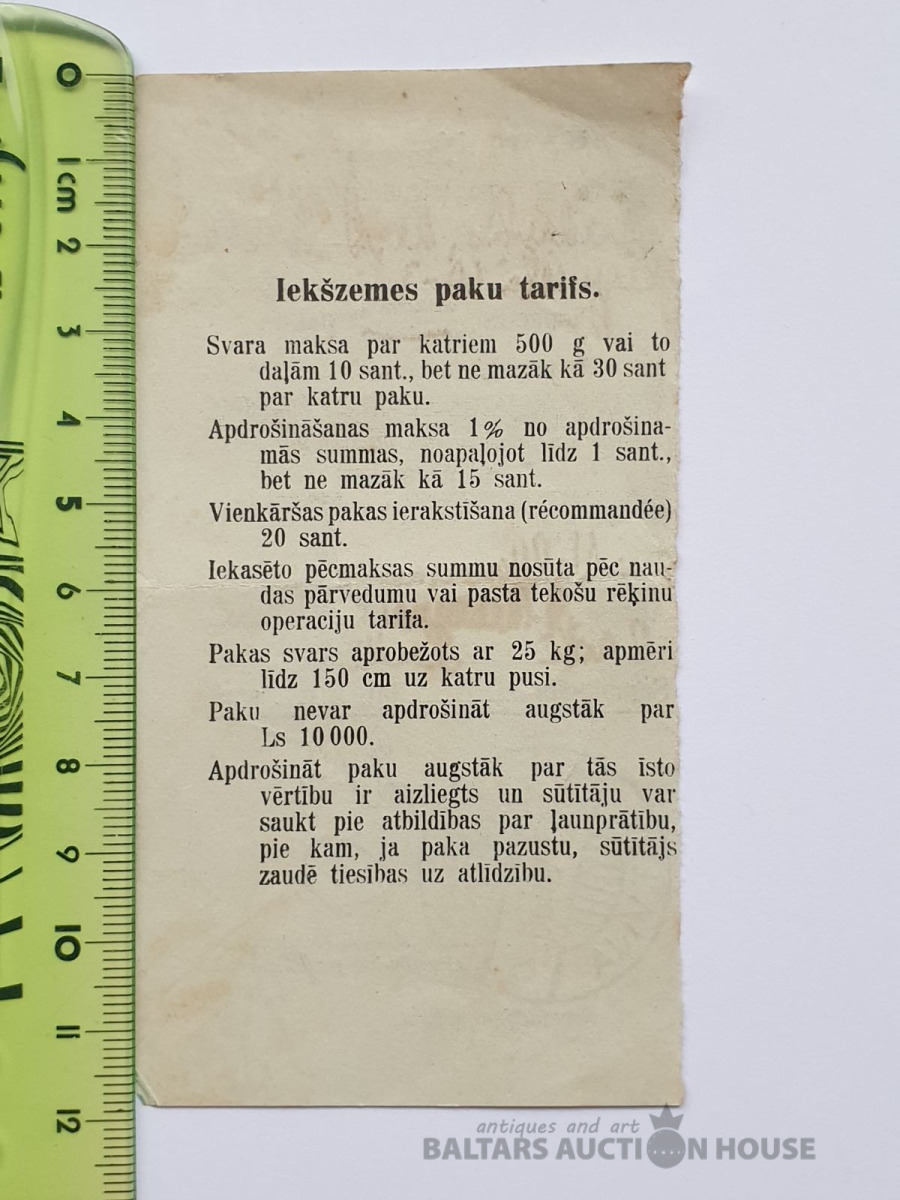 0
1cm
2
3
4
5
6
7
8
9
10
11
12
Iekšzemes paku tarifs.
Svara maksa par katriem 500 g vai to
daļām 10 sant., bet ne mazāk kā 30 sant
par katru paku.
Apdrošināšanas maksa 1% no apdrošina-
mās summas, noapaļojot līdz 1 sant.,
bet ne mazāk kā 15 sant.
Vienkāršas pakas ierakstīšana (récommandée)
20 sant.
Iekasēto pēcmaksas summu nosūta pēc nau-
das pārvedumu vai pasta tekošu rēķinu
operaciju tarifa.
Pakas svars aprobežots ar 25 kg; apmēri
līdz 150 cm uz katru pusi.
Paku nevar apdrošināt augstāk par
Ls 10 000.
Apdrošināt paku augstāk par tās īsto
vērtību ir aizliegts un sūtītāju var
saukt pie atbildības par ļaunprātību,
pie kam, ja paka pazustu, sūtītājs
zaudē tiesības uz atlīdzību.
antiques and art
BALTARS AUCTION HOUSE